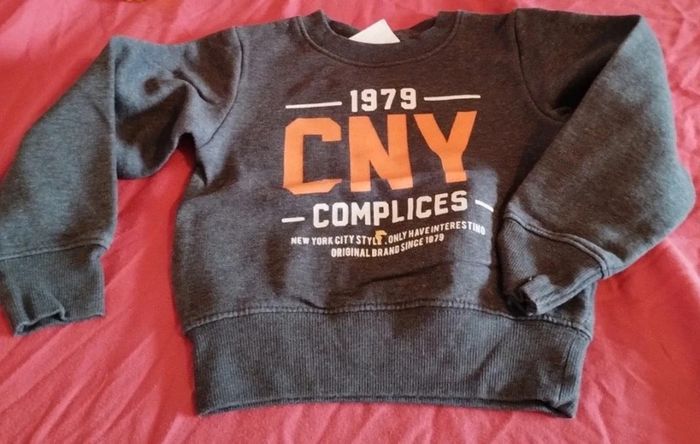 1979
CNY
COMPLICES
NEW YORK CITY STYLE . ONLY HAVE INTERESTING
ORIGINAL BRAND SINCE 1979